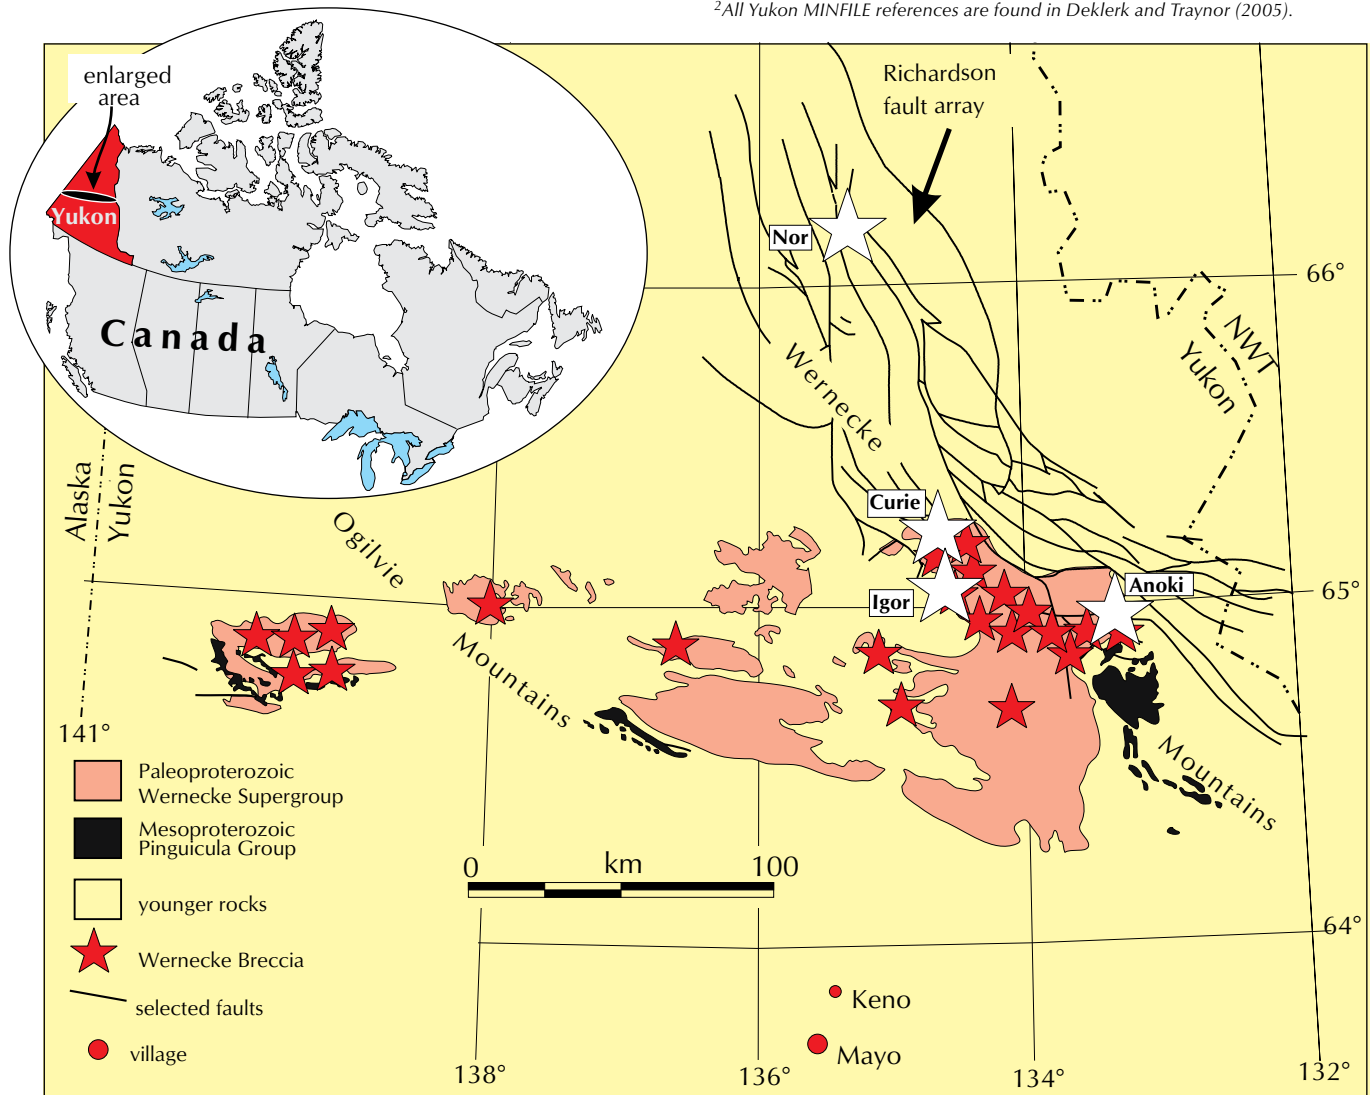 ²All Yukon MINFILE references are found in Deklerk and Traynor (2005).
enlarged
area
Yukon
Canada
Richardson
fault array
Nor
66°
NWT
Yukon
Wernecke
Alaska
Yukon
Ogilvie
Curie
Igor
Anoki
65°
Mountains
Mountains
141°
Paleoproterozoic
Wernecke Supergroup
Mesoproterozoic
Pinguicula Group
younger rocks
Wernecke Breccia
selected faults
village
0 km 100
64°
Keno
Mayo
138°
136°
134°
132°